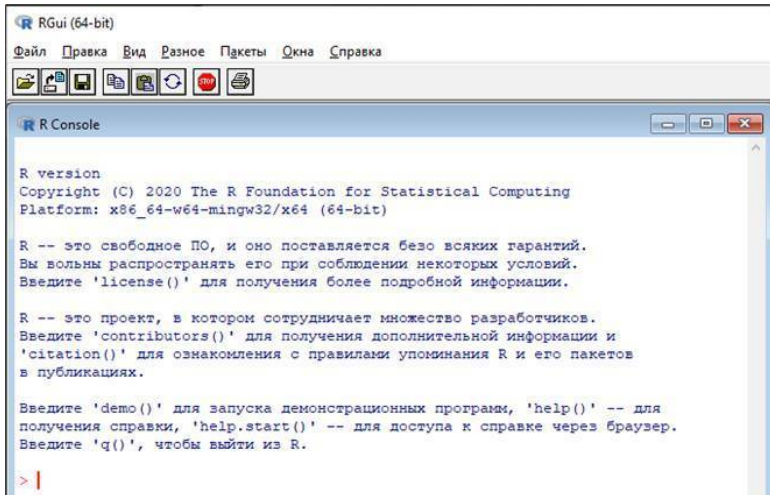 RGui (64-bit)
Файл Правка Вид Разное Пакеты Окна Справка
STOP
R Console
R version
Copyright (C) 2020 The R Foundation for Statistical Computing
Platform: x86_64-w64-mingw32/x64 (64-bit)
R -- это свободное ПО, и оно поставляется безо всяких гарантий.
Вы вольны распространять его при соблюдении некоторых условий.
Введите 'license()' для получения более подробной информации.
R -- это проект, в котором сотрудничает множество разработчиков.
Введите 'contributors()' для получения дополнительной информации и
'citation()' для ознакомления с правилами упоминания R и его пакетов
в публикациях.
Введите 'demo()' для запуска демонстрационных программ, 'help()' -- для
получения справки, 'help.start()' -- для доступа к справке через браузер.
Введите 'q()', чтобы выйти из R.
>